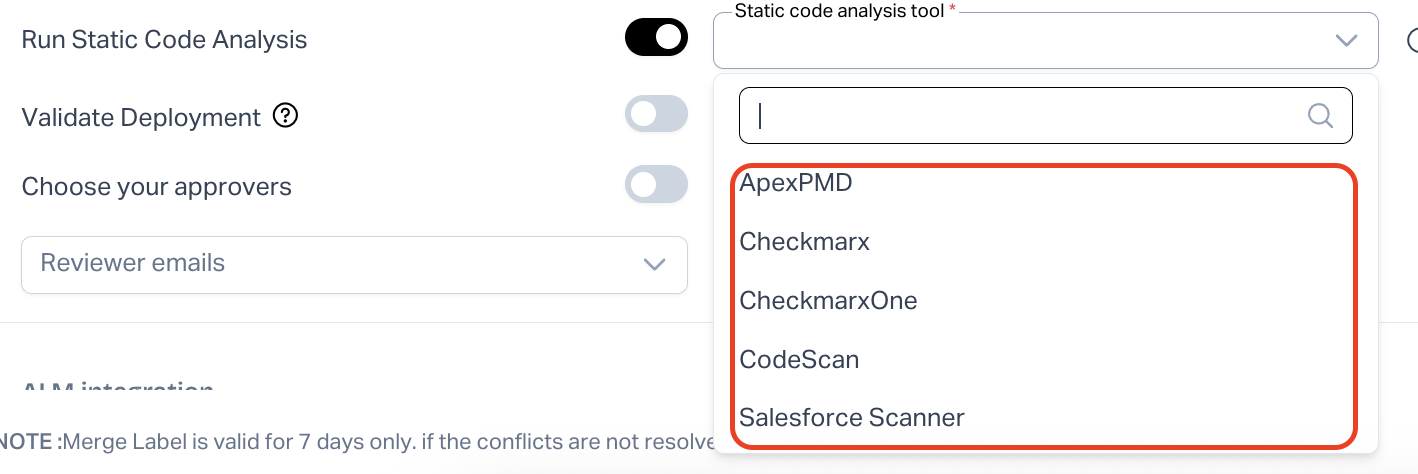 Static code analysis tool *
Run Static Code Analysis
Validate Deployment ?
Choose your approvers
Reviewer emails
ApexPMD
Checkmarx
CheckmarxOne
CodeScan
Salesforce Scanner
ALM integration
NOTE :Merge Label is valid for 7 days only. if the conflicts are not resolve